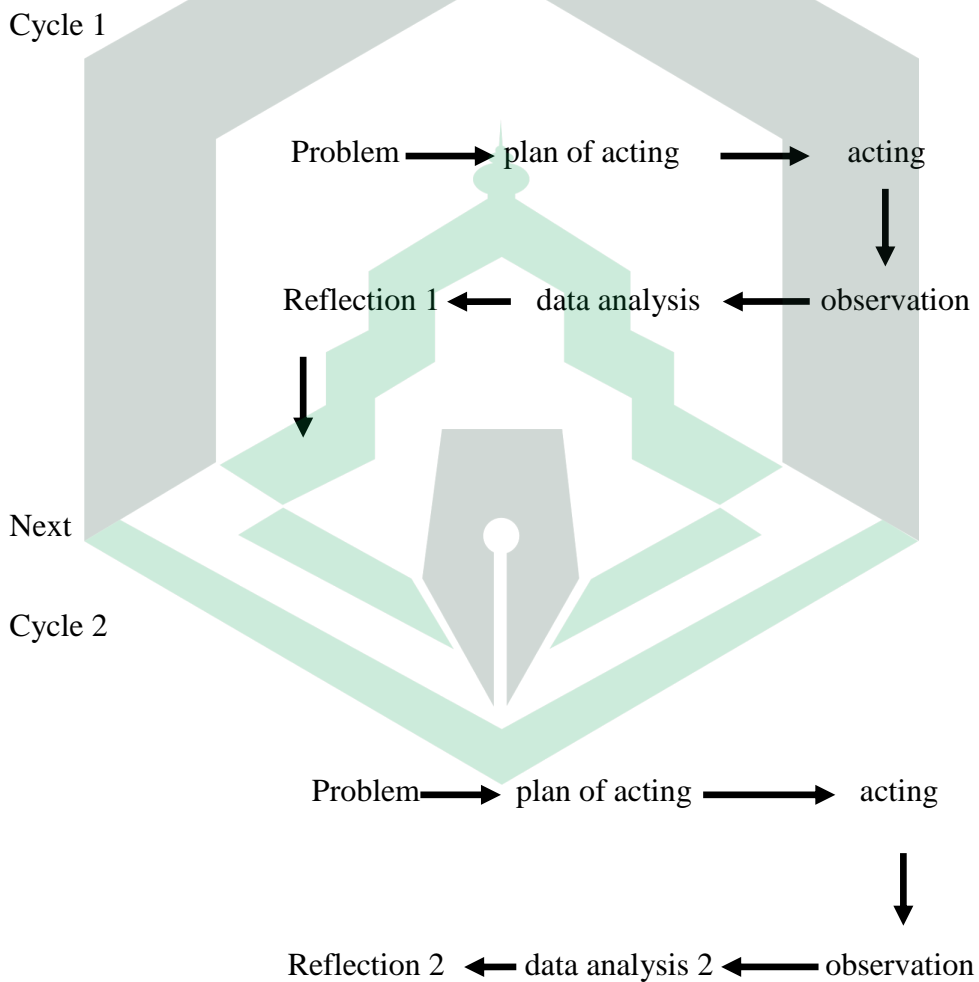 Cycle 1
Problem plan of acting acting
Reflection 1 data analysis observation
Next
Cycle 2
Problem plan of acting acting
Reflection 2 data analysis 2 observation